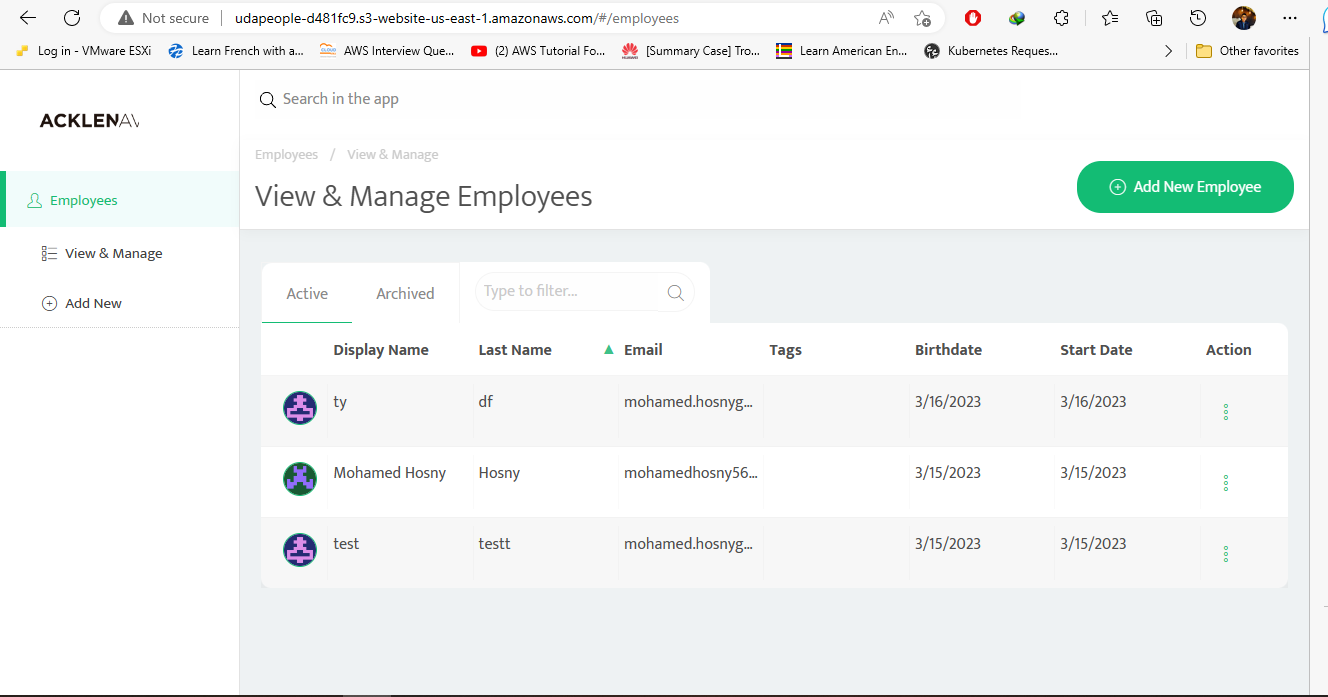 Not secure | udapeople-d481fc9.s3-website-us-east-1.amazonaws.com/#/employees
Log in - VMware ESXi Learn French with a... AWS Interview Que... (2) AWS Tutorial Fo... [Summary Case] Tro... Learn American En... Kubernetes Reques... Other favorites
ACKLENAV
Search in the app
Employees / View & Manage
View & Manage Employees
Add New Employee
Employees
View & Manage
Add New
Active Archived Type to filter...
Display Name Last Name Email Tags Birthdate Start Date Action
ty df mohamed.hosnyg... 3/16/2023 3/16/2023
Mohamed Hosny Hosny mohamedhosny56... 3/15/2023 3/15/2023
test testt mohamed.hosnyg... 3/15/2023 3/15/2023